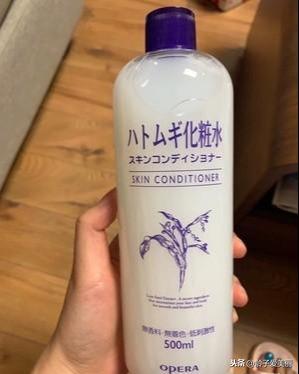 ハトムギ化粧水
スキンコンディショナー
SKIN CONDITIONER
無香料·無着色·低刺激性
500ml
OPERA
头条